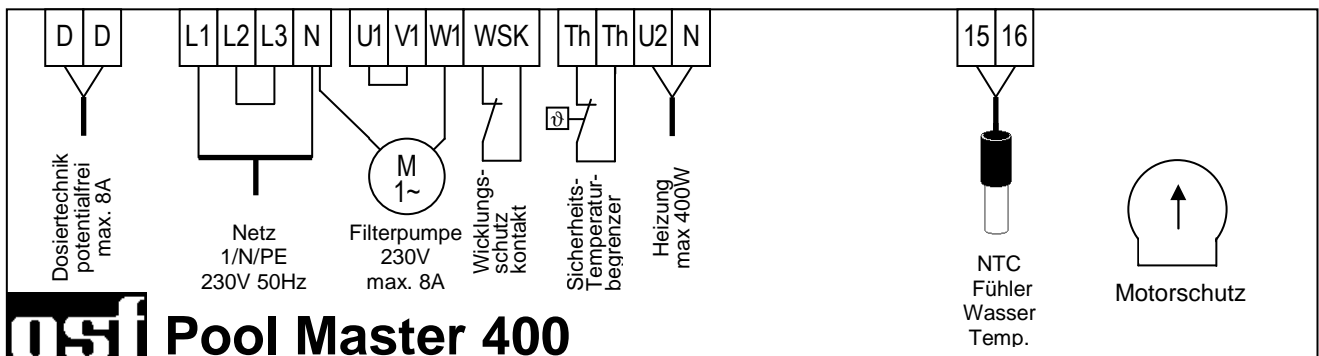 D D L1 L2 L3 N U1 V1 W1 WSK Th Th U2 N 15 16
ϑ
M
1~
Dosiertechnik
potentialfrei
max. 8A
Netz
1/N/PE
230V 50Hz
Filterpumpe
230V
max. 8A
Wicklungs-
schutz
kontakt
Sicherheits-
Temperatur-
begrenzer
Heizung
max 400W
NTC
Fühler
Wasser
Temp.
Motorschutz
osf Pool Master 400